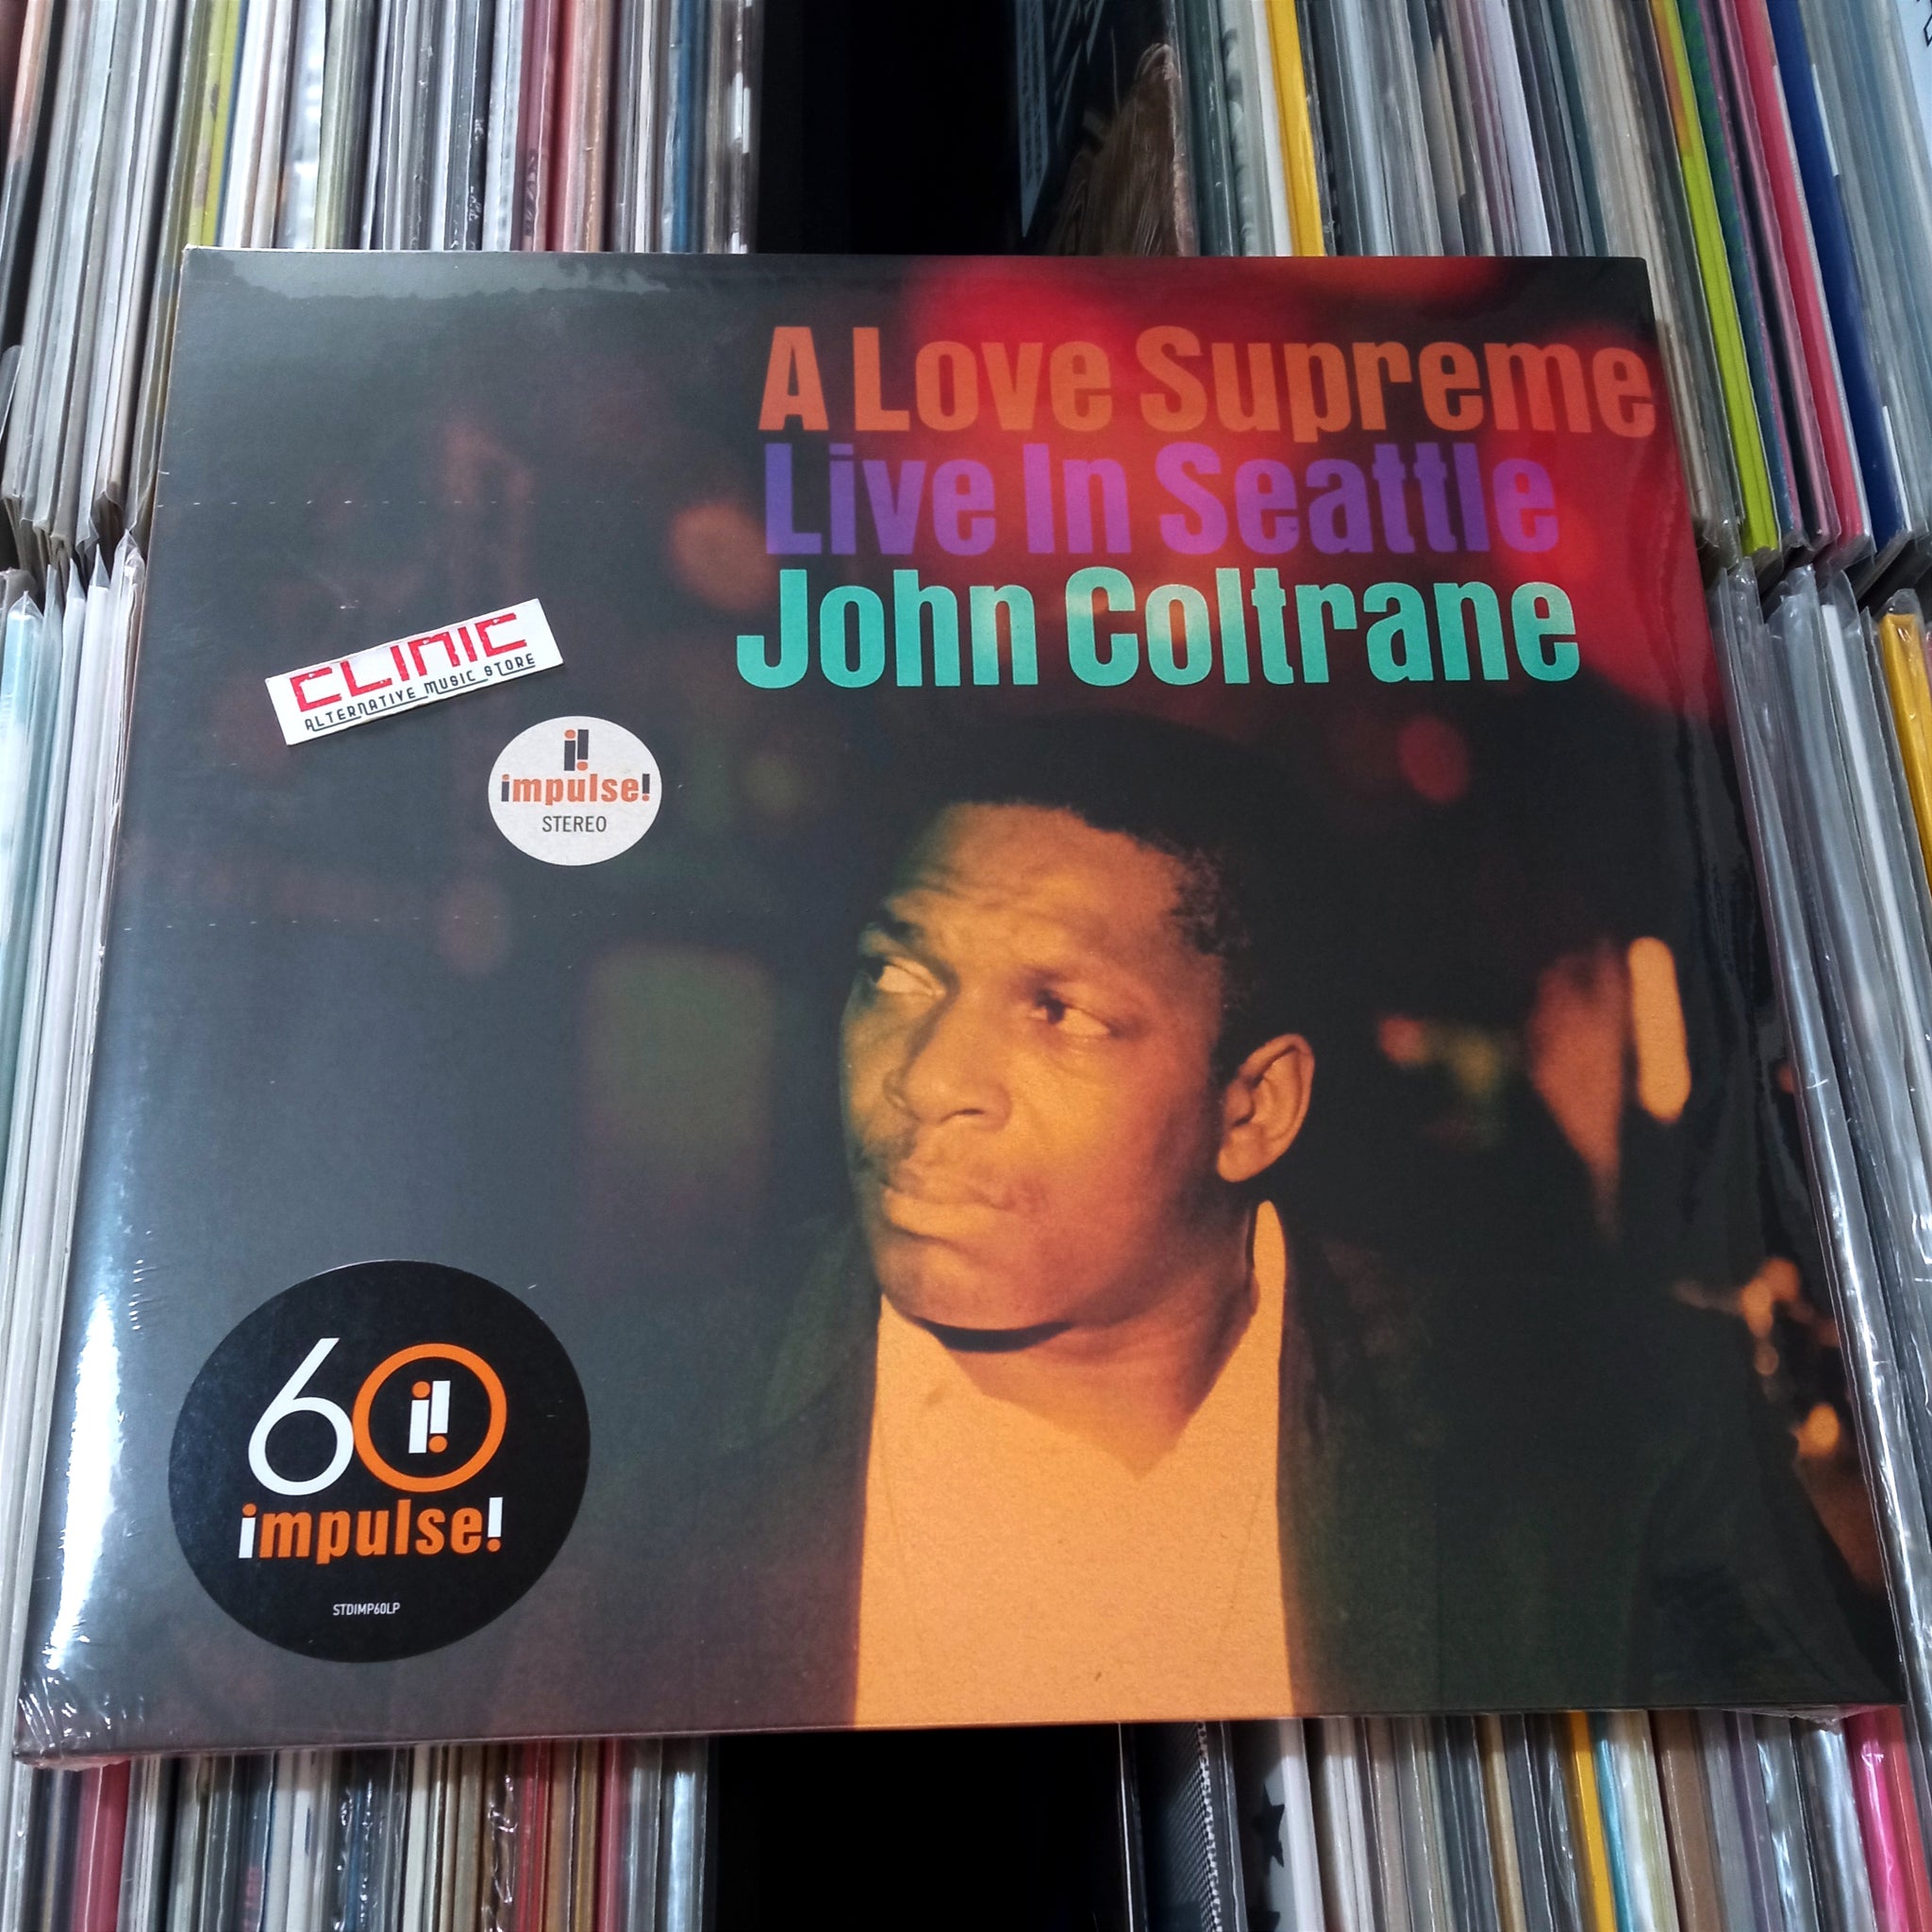 A Love Supreme
Live In Seattle
John Coltrane
CLINIC
ALTERNATIVE MUSIC STORE
i!
impulse!
STEREO
60
i!
impulse!
STDIMP60LP